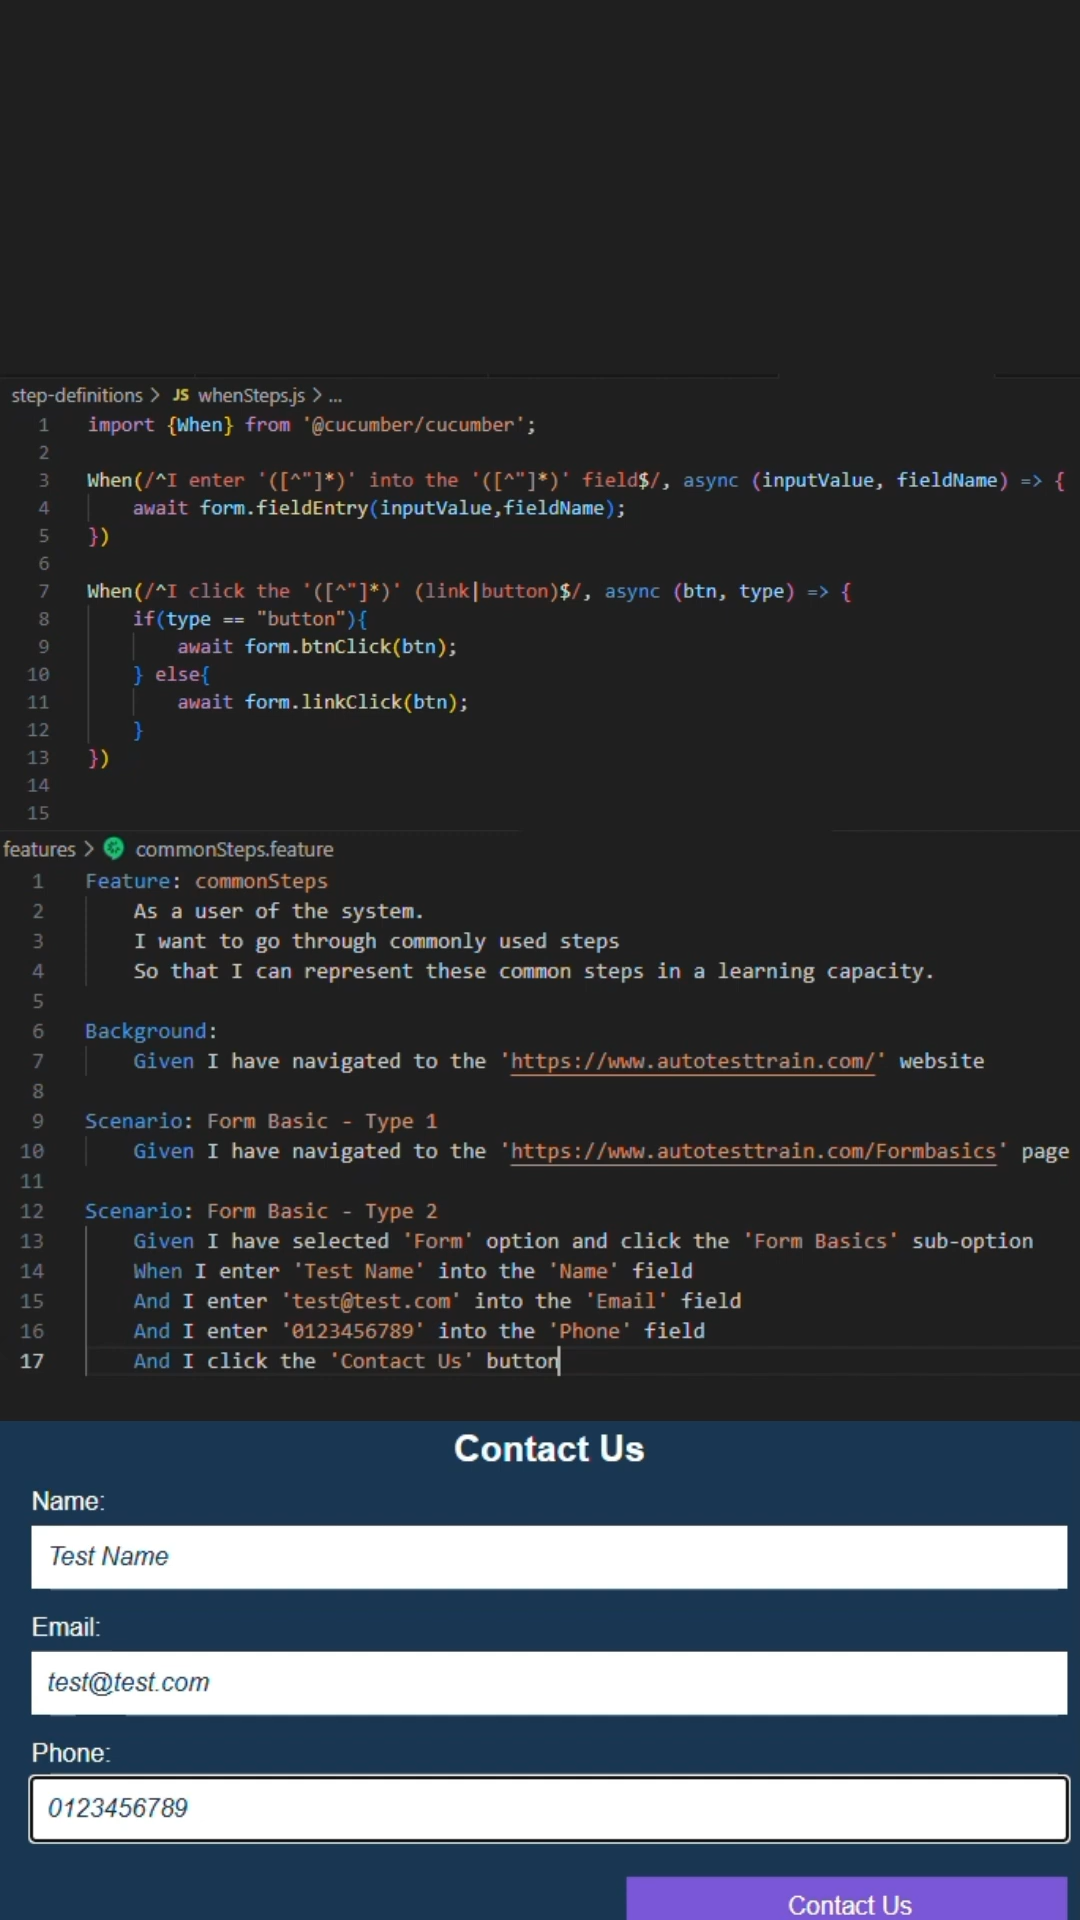 step-definitions > JS whenSteps.js > ...
1 import {When} from '@cucumber/cucumber';
2
3 When(/^I enter '([^"]*)' into the '([^"]*)' field$/, async (inputValue, fieldName) => {
4 await form.fieldEntry(inputValue,fieldName);
5 })
6
7 When(/^I click the '([^"]*)' (link|button)$/, async (btn, type) => {
8 if(type == "button"){
9 await form.btnClick(btn);
10 } else{
11 await form.linkClick(btn);
12 }
13 })
14
15
features > commonSteps.feature
1 Feature: commonSteps
2 As a user of the system.
3 I want to go through commonly used steps
4 So that I can represent these common steps in a learning capacity.
5
6 Background:
7 Given I have navigated to the 'https://www.autotesttrain.com/' website
8
9 Scenario: Form Basic - Type 1
10 Given I have navigated to the 'https://www.autotesttrain.com/Formbasics' page
11
12 Scenario: Form Basic - Type 2
13 Given I have selected 'Form' option and click the 'Form Basics' sub-option
14 When I enter 'Test Name' into the 'Name' field
15 And I enter 'test@test.com' into the 'Email' field
16 And I enter '0123456789' into the 'Phone' field
17 And I click the 'Contact Us' button
Contact Us
Name:
Test Name
Email:
test@test.com
Phone:
0123456789
Contact Us